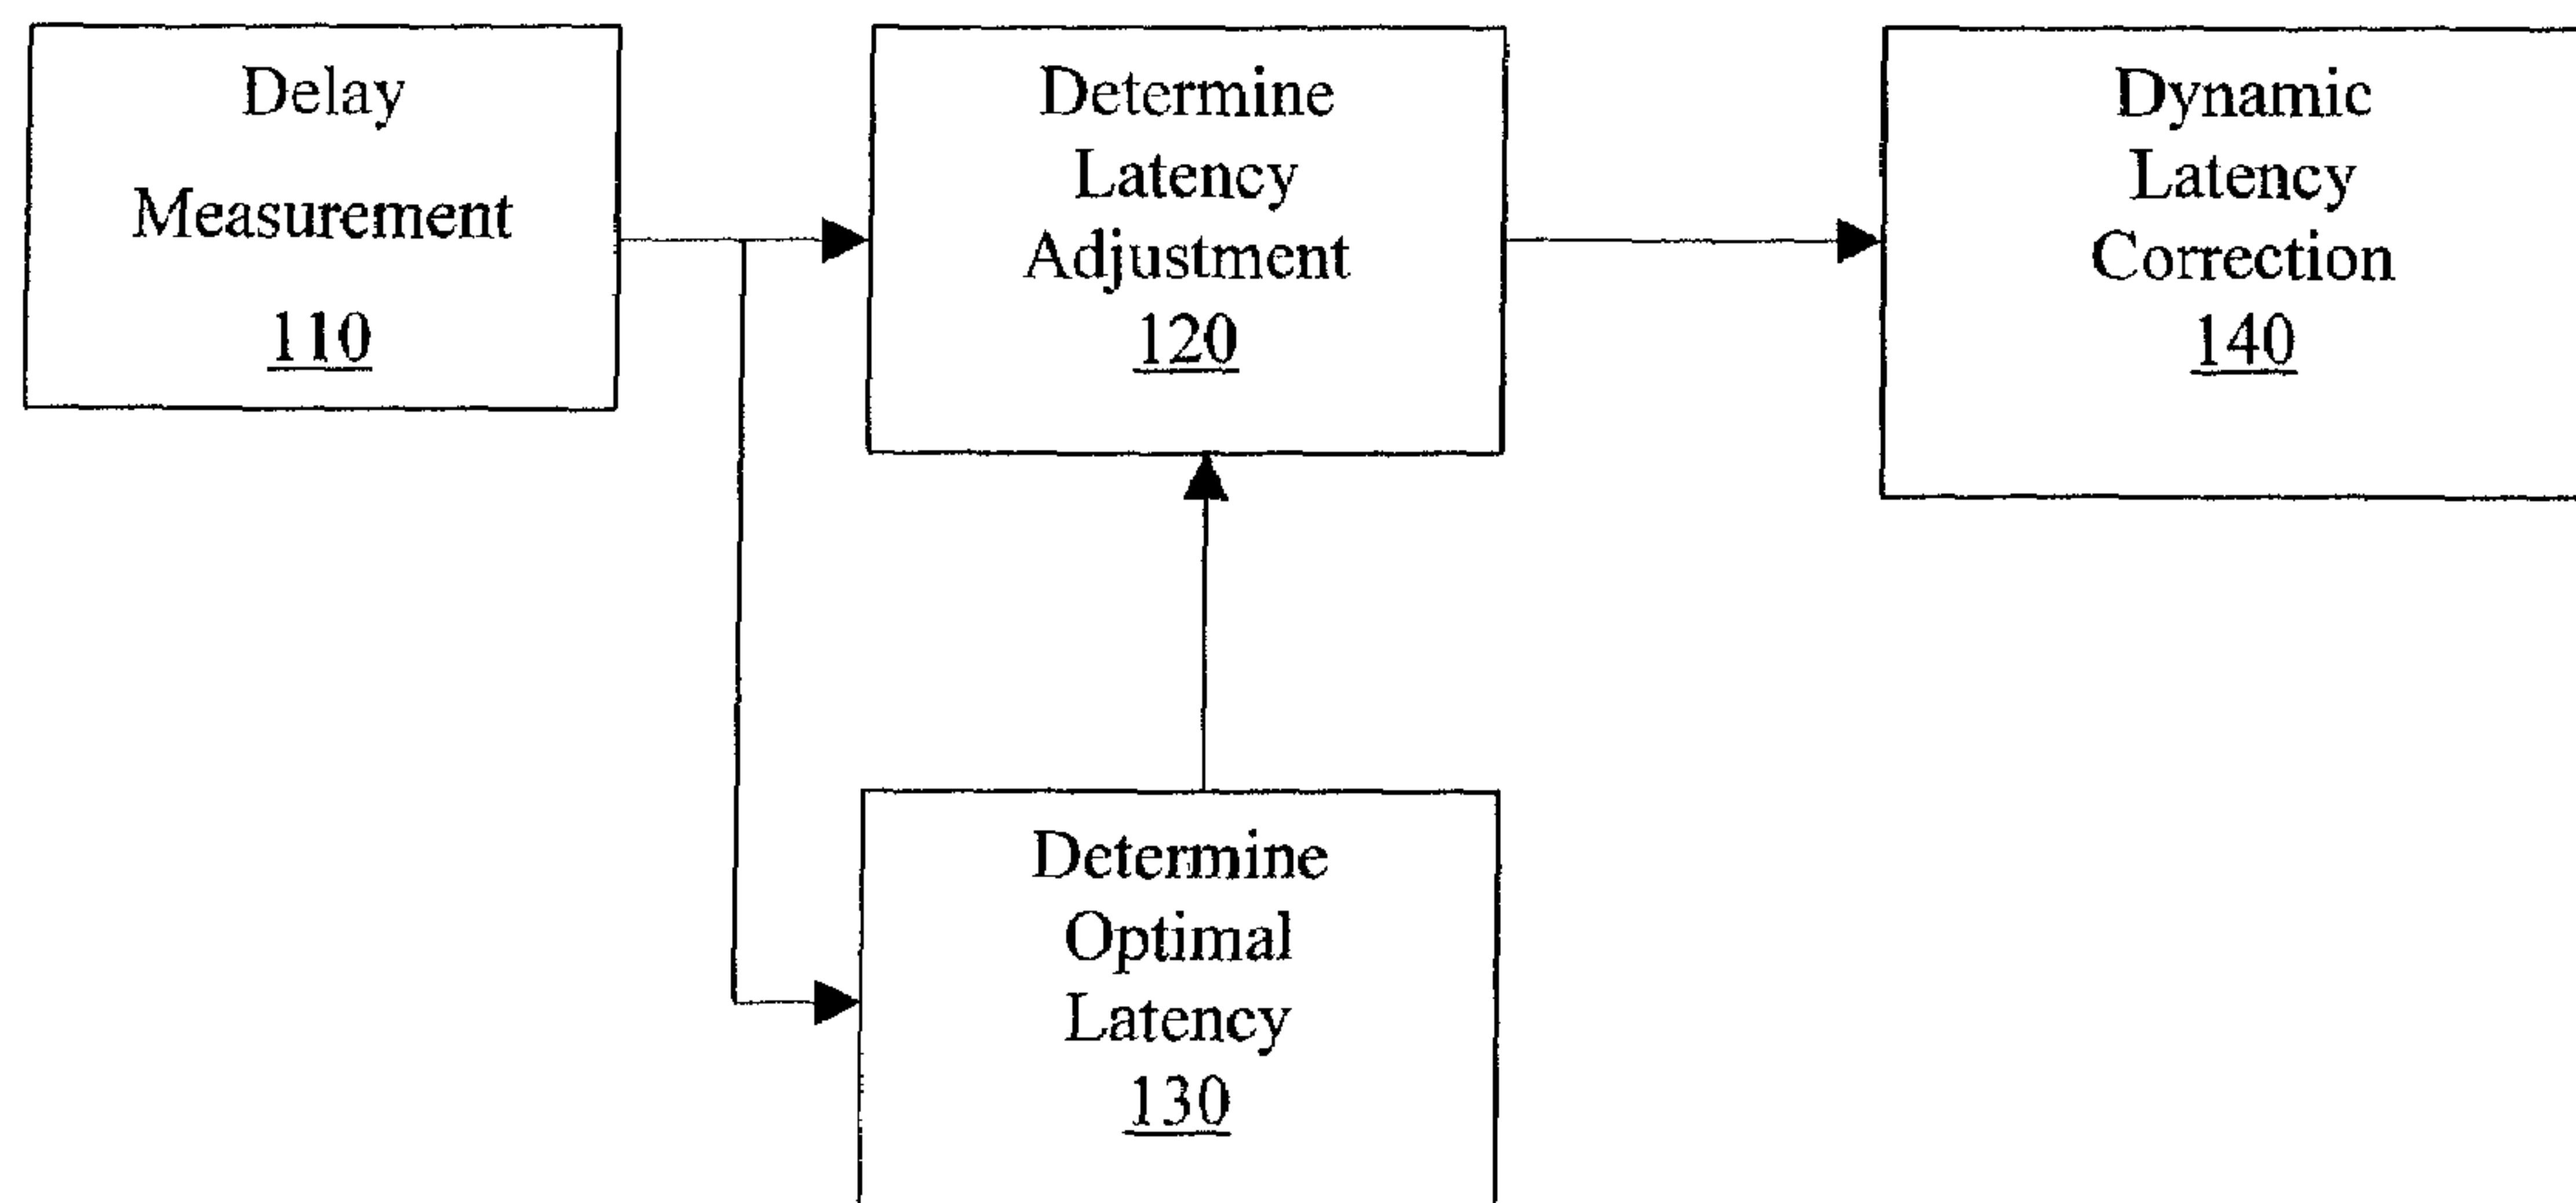 Delay
Measurement
110
Determine
Latency
Adjustment
120
Dynamic
Latency
Correction
140
Determine
Optimal
Latency
130